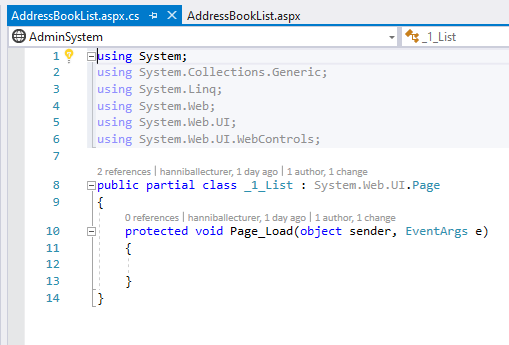 AddressBookList.aspx.cs AddressBookList.aspx
AdminSystem _1_List
1 using System;
2 using System.Collections.Generic;
3 using System.Linq;
4 using System.Web;
5 using System.Web.UI;
6 using System.Web.UI.WebControls;
7
2 references | hanniballecturer, 1 day ago | 1 author, 1 change
8 public partial class _1_List : System.Web.UI.Page
9 {
0 references | hanniballecturer, 1 day ago | 1 author, 1 change
10 protected void Page_Load(object sender, EventArgs e)
11 {
12
13 }
14 }